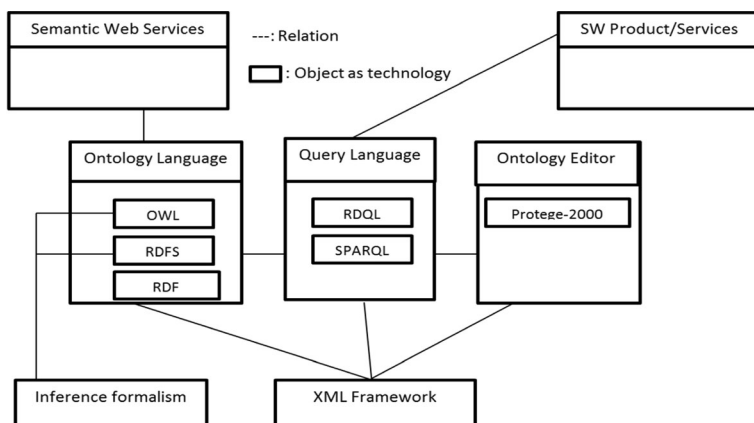 Semantic Web Services
---: Relation
: Object as technology
SW Product/Services
Ontology Language
OWL
RDFS
RDF
Query Language
RDQL
SPARQL
Ontology Editor
Protege-2000
Inference formalism
XML Framework